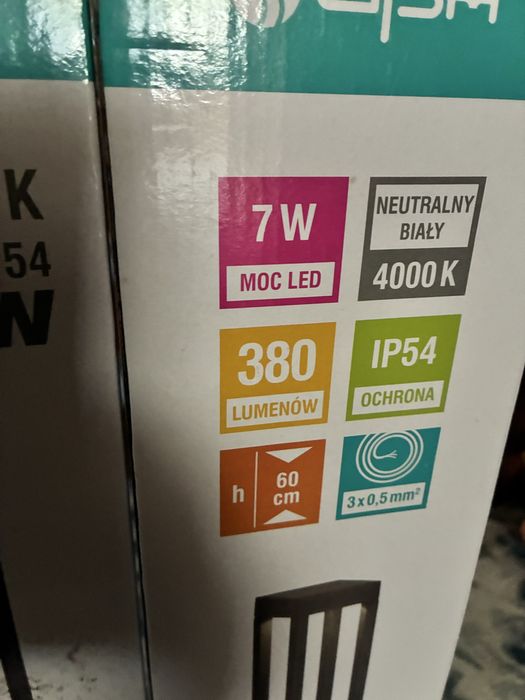 K
54
7 W
MOC LED
NEUTRALNY
BIAŁY
4000 K
380
LUMENÓW
IP54
OCHRONA
h
60
cm
3 x 0,5 mm²